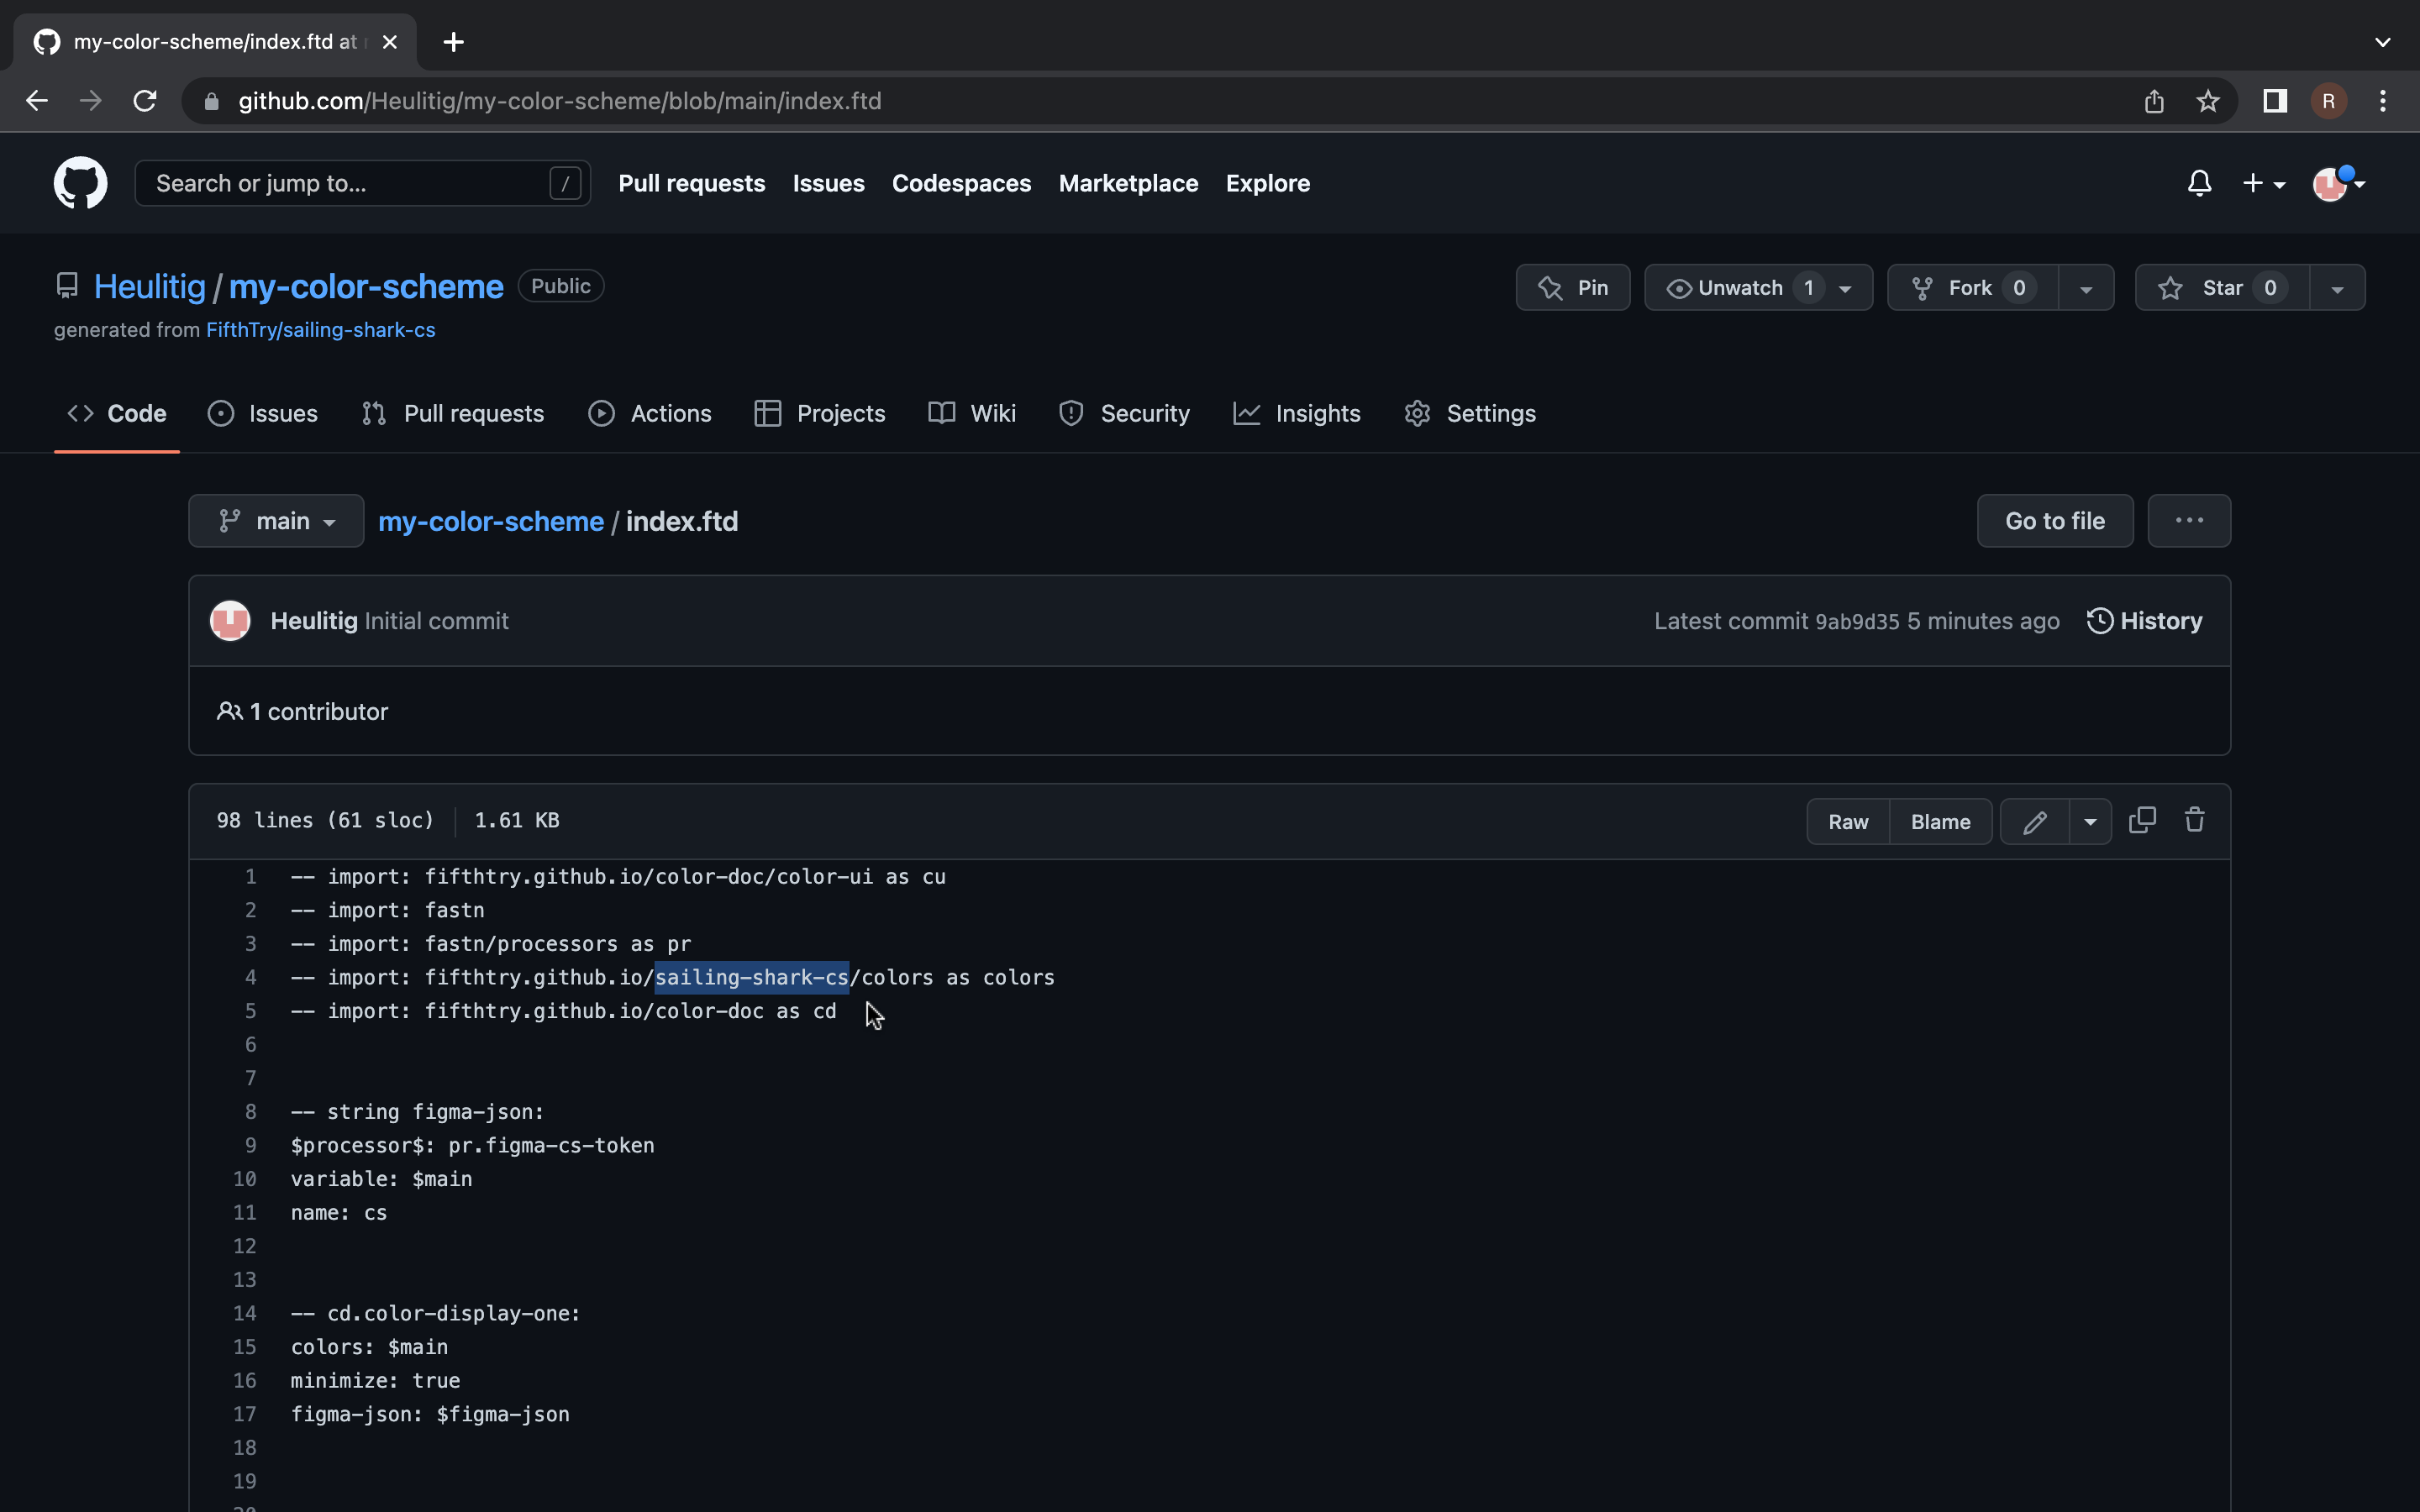 my-color-scheme/index.ftd at
github.com/Heulitig/my-color-scheme/blob/main/index.ftd
R
Search or jump to...
/
Pull requests
Issues
Codespaces
Marketplace
Explore
Heulitig / my-color-scheme
Public
Pin
Unwatch 1
Fork 0
Star 0
generated from FifthTry/sailing-shark-cs
Code
Issues
Pull requests
Actions
Projects
Wiki
Security
Insights
Settings
main
my-color-scheme / index.ftd
Go to file
Heulitig Initial commit
Latest commit 9ab9d35 5 minutes ago
History
1 contributor
98 lines (61 sloc)
1.61 KB
Raw
Blame
1 -- import: fifthtry.github.io/color-doc/color-ui as cu
2 -- import: fastn
3 -- import: fastn/processors as pr
4 -- import: fifthtry.github.io/sailing-shark-cs/colors as colors
5 -- import: fifthtry.github.io/color-doc as cd
6
7
8 -- string figma-json:
9 $processor$: pr.figma-cs-token
10 variable: $main
11 name: cs
12
13
14 -- cd.color-display-one:
15 colors: $main
16 minimize: true
17 figma-json: $figma-json
18
19